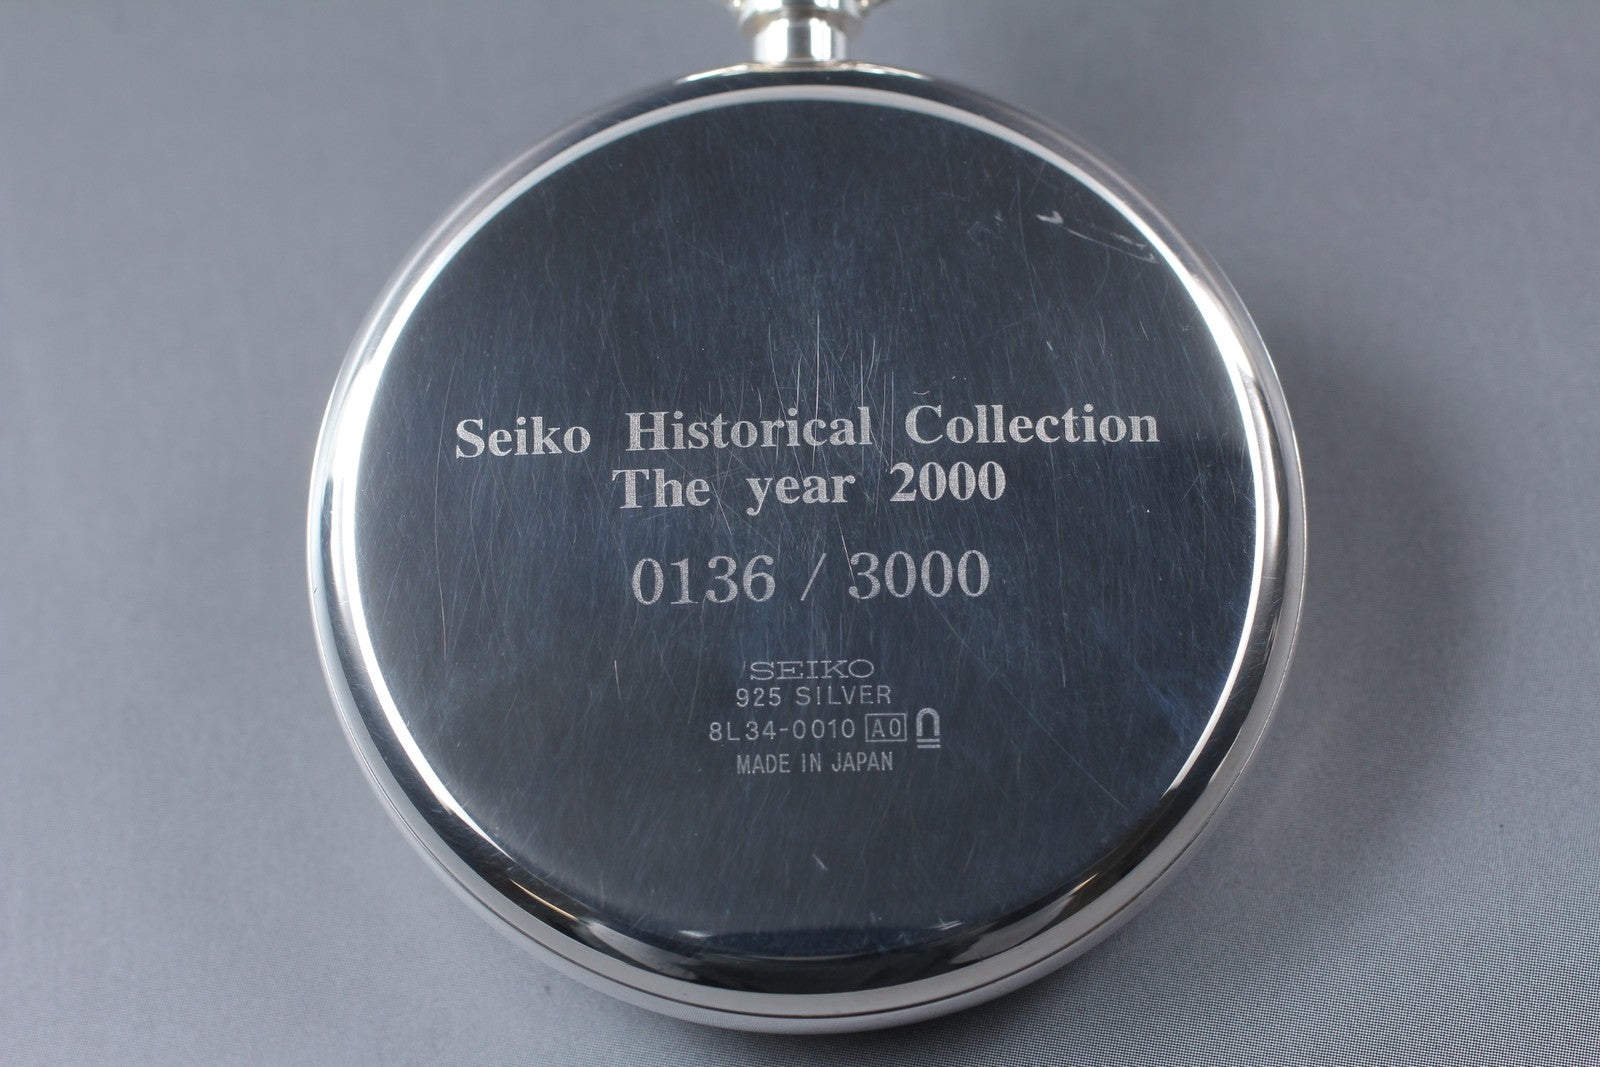 Seiko Historical Collection
The year 2000
0136 / 3000
SEIKO
925 SILVER
8L34-0010 A0
MADE IN JAPAN